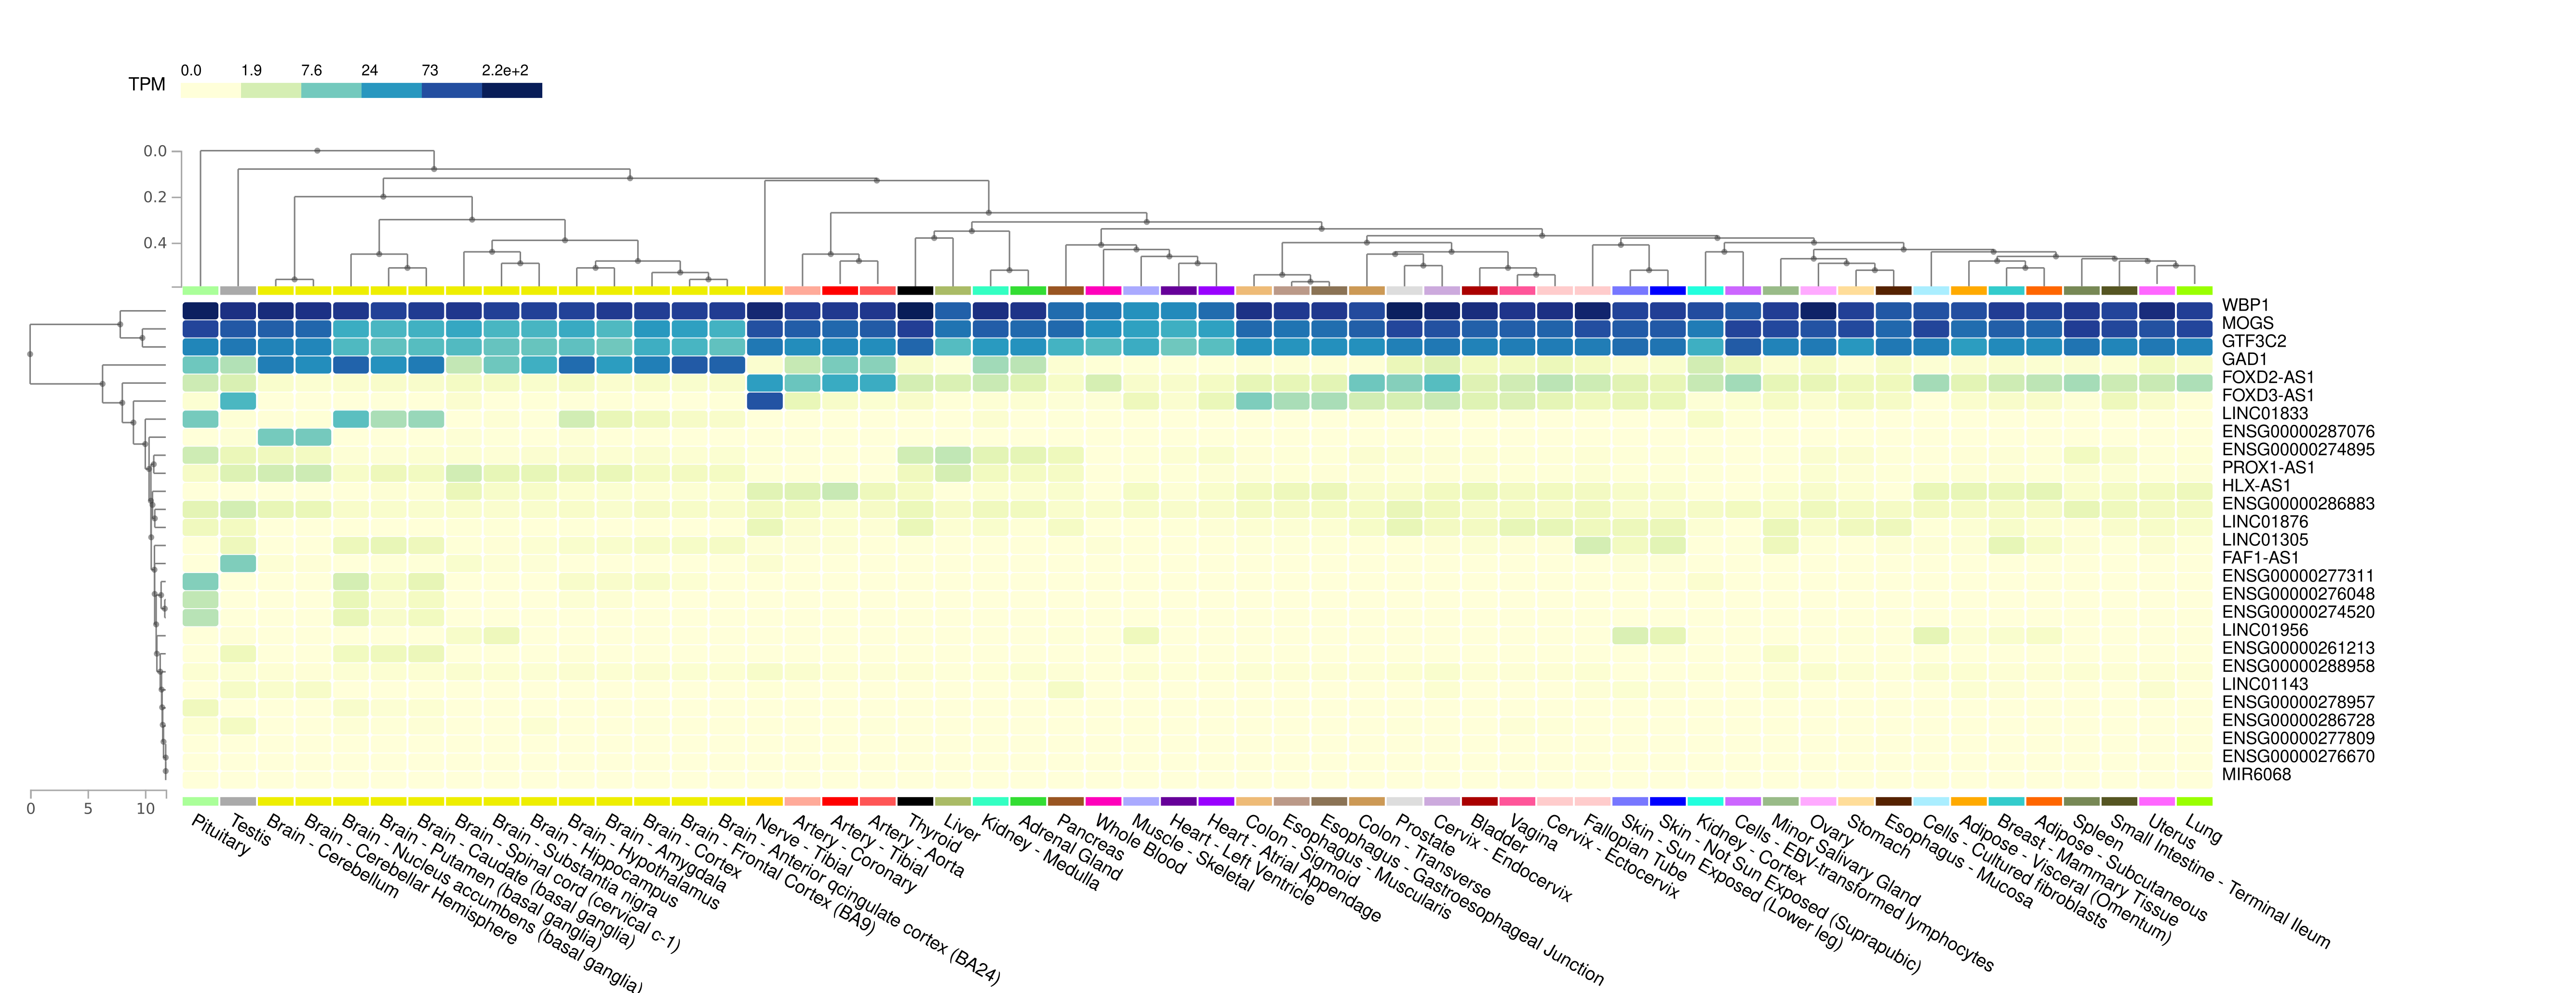 TPM
0.0 1.9 7.6 24 73 2.2e+2
0.0
0.2
0.4
WBP1
MOGS
GTF3C2
GAD1
FOXD2-AS1
FOXD3-AS1
LINC01833
ENSG00000287076
ENSG00000274895
PROX1-AS1
HLX-AS1
ENSG00000286883
LINC01876
LINC01305
FAF1-AS1
ENSG00000277311
ENSG00000276048
ENSG00000274520
LINC01956
ENSG00000261213
ENSG00000288958
LINC01143
ENSG00000278957
ENSG00000286728
ENSG00000277809
ENSG00000276670
MIR6068
0 5 10
Pituitary
Testis
Brain - Cerebellum
Brain - Cerebellar Hemisphere
Brain - Nucleus accumbens (basal ganglia)
Brain - Putamen (basal ganglia)
Brain - Caudate (basal ganglia)
Brain - Spinal cord (cervical c-1)
Brain - Substantia nigra
Brain - Hippocampus
Brain - Hypothalamus
Brain - Amygdala
Brain - Cortex
Brain - Frontal Cortex (BA9)
Brain - Anterior qcingulate cortex (BA24)
Nerve - Tibial
Artery - Coronary
Artery - Tibial
Artery - Aorta
Thyroid
Liver
Kidney - Medulla
Adrenal Gland
Pancreas
Whole Blood
Muscle - Skeletal
Heart - Left Ventricle
Heart - Atrial Appendage
Colon - Sigmoid
Esophagus - Muscularis
Esophagus - Gastroesophageal Junction
Colon - Transverse
Prostate
Cervix - Endocervix
Bladder
Vagina
Cervix - Ectocervix
Fallopian Tube
Skin - Sun Exposed (Lower leg)
Skin - Not Sun Exposed (Suprapubic)
Kidney - Cortex
Cells - EBV-transformed lymphocytes
Minor Salivary Gland
Ovary
Stomach
Esophagus - Mucosa
Cells - Cultured fibroblasts
Adipose - Visceral (Omentum)
Breast - Mammary Tissue
Adipose - Subcutaneous
Spleen
Small Intestine - Terminal Ileum
Uterus
Lung